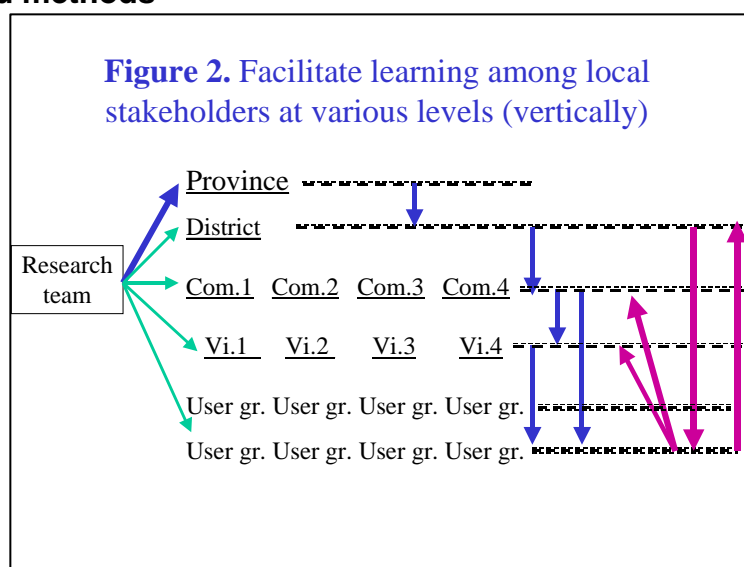 Figure 2. Facilitate learning among local
stakeholders at various levels (vertically)
Province
District
Research
team
Com.1 Com.2 Com.3 Com.4
Vi.1 Vi.2 Vi.3 Vi.4
User gr. User gr. User gr. User gr.
User gr. User gr. User gr. User gr.